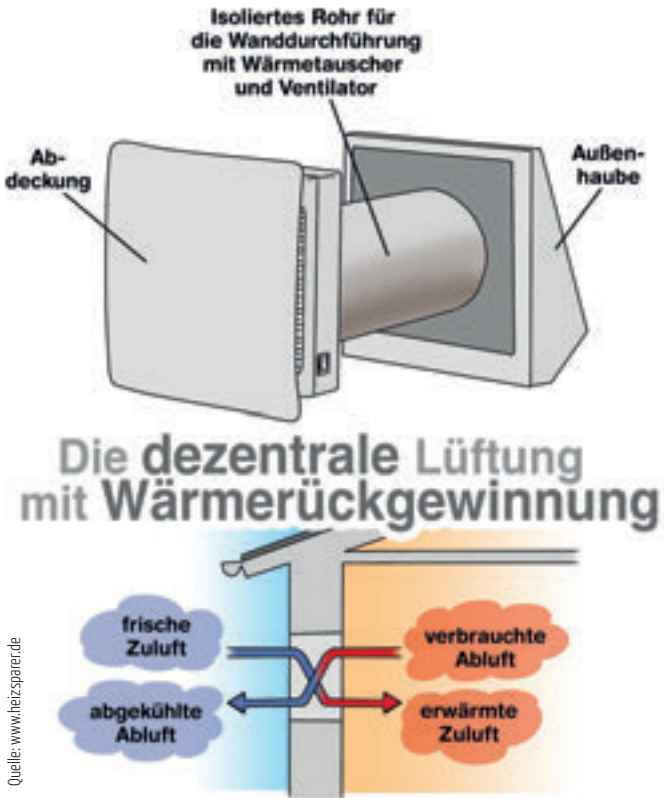 Isoliertes Rohr für
die Wanddurchführung
mit Wärmetauscher
und Ventilator
Ab-
deckung
Außen-
haube
Die dezentrale Lüftung
mit Wärmerückgewinnung
frische
Zuluft
verbrauchte
Abluft
abgekühlte
Abluft
erwärmte
Zuluft
Quelle: www.heizsparer.de